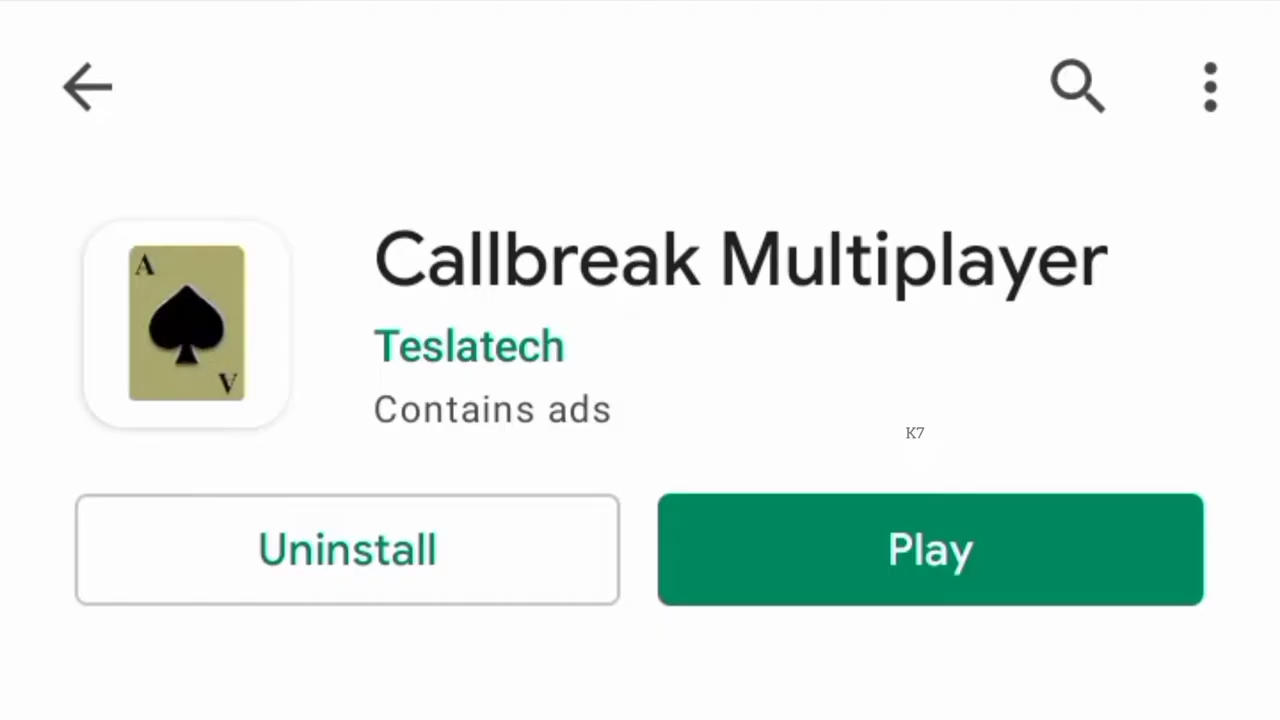 A
A
Callbreak Multiplayer
Teslatech
Contains ads
K7
Uninstall
Play